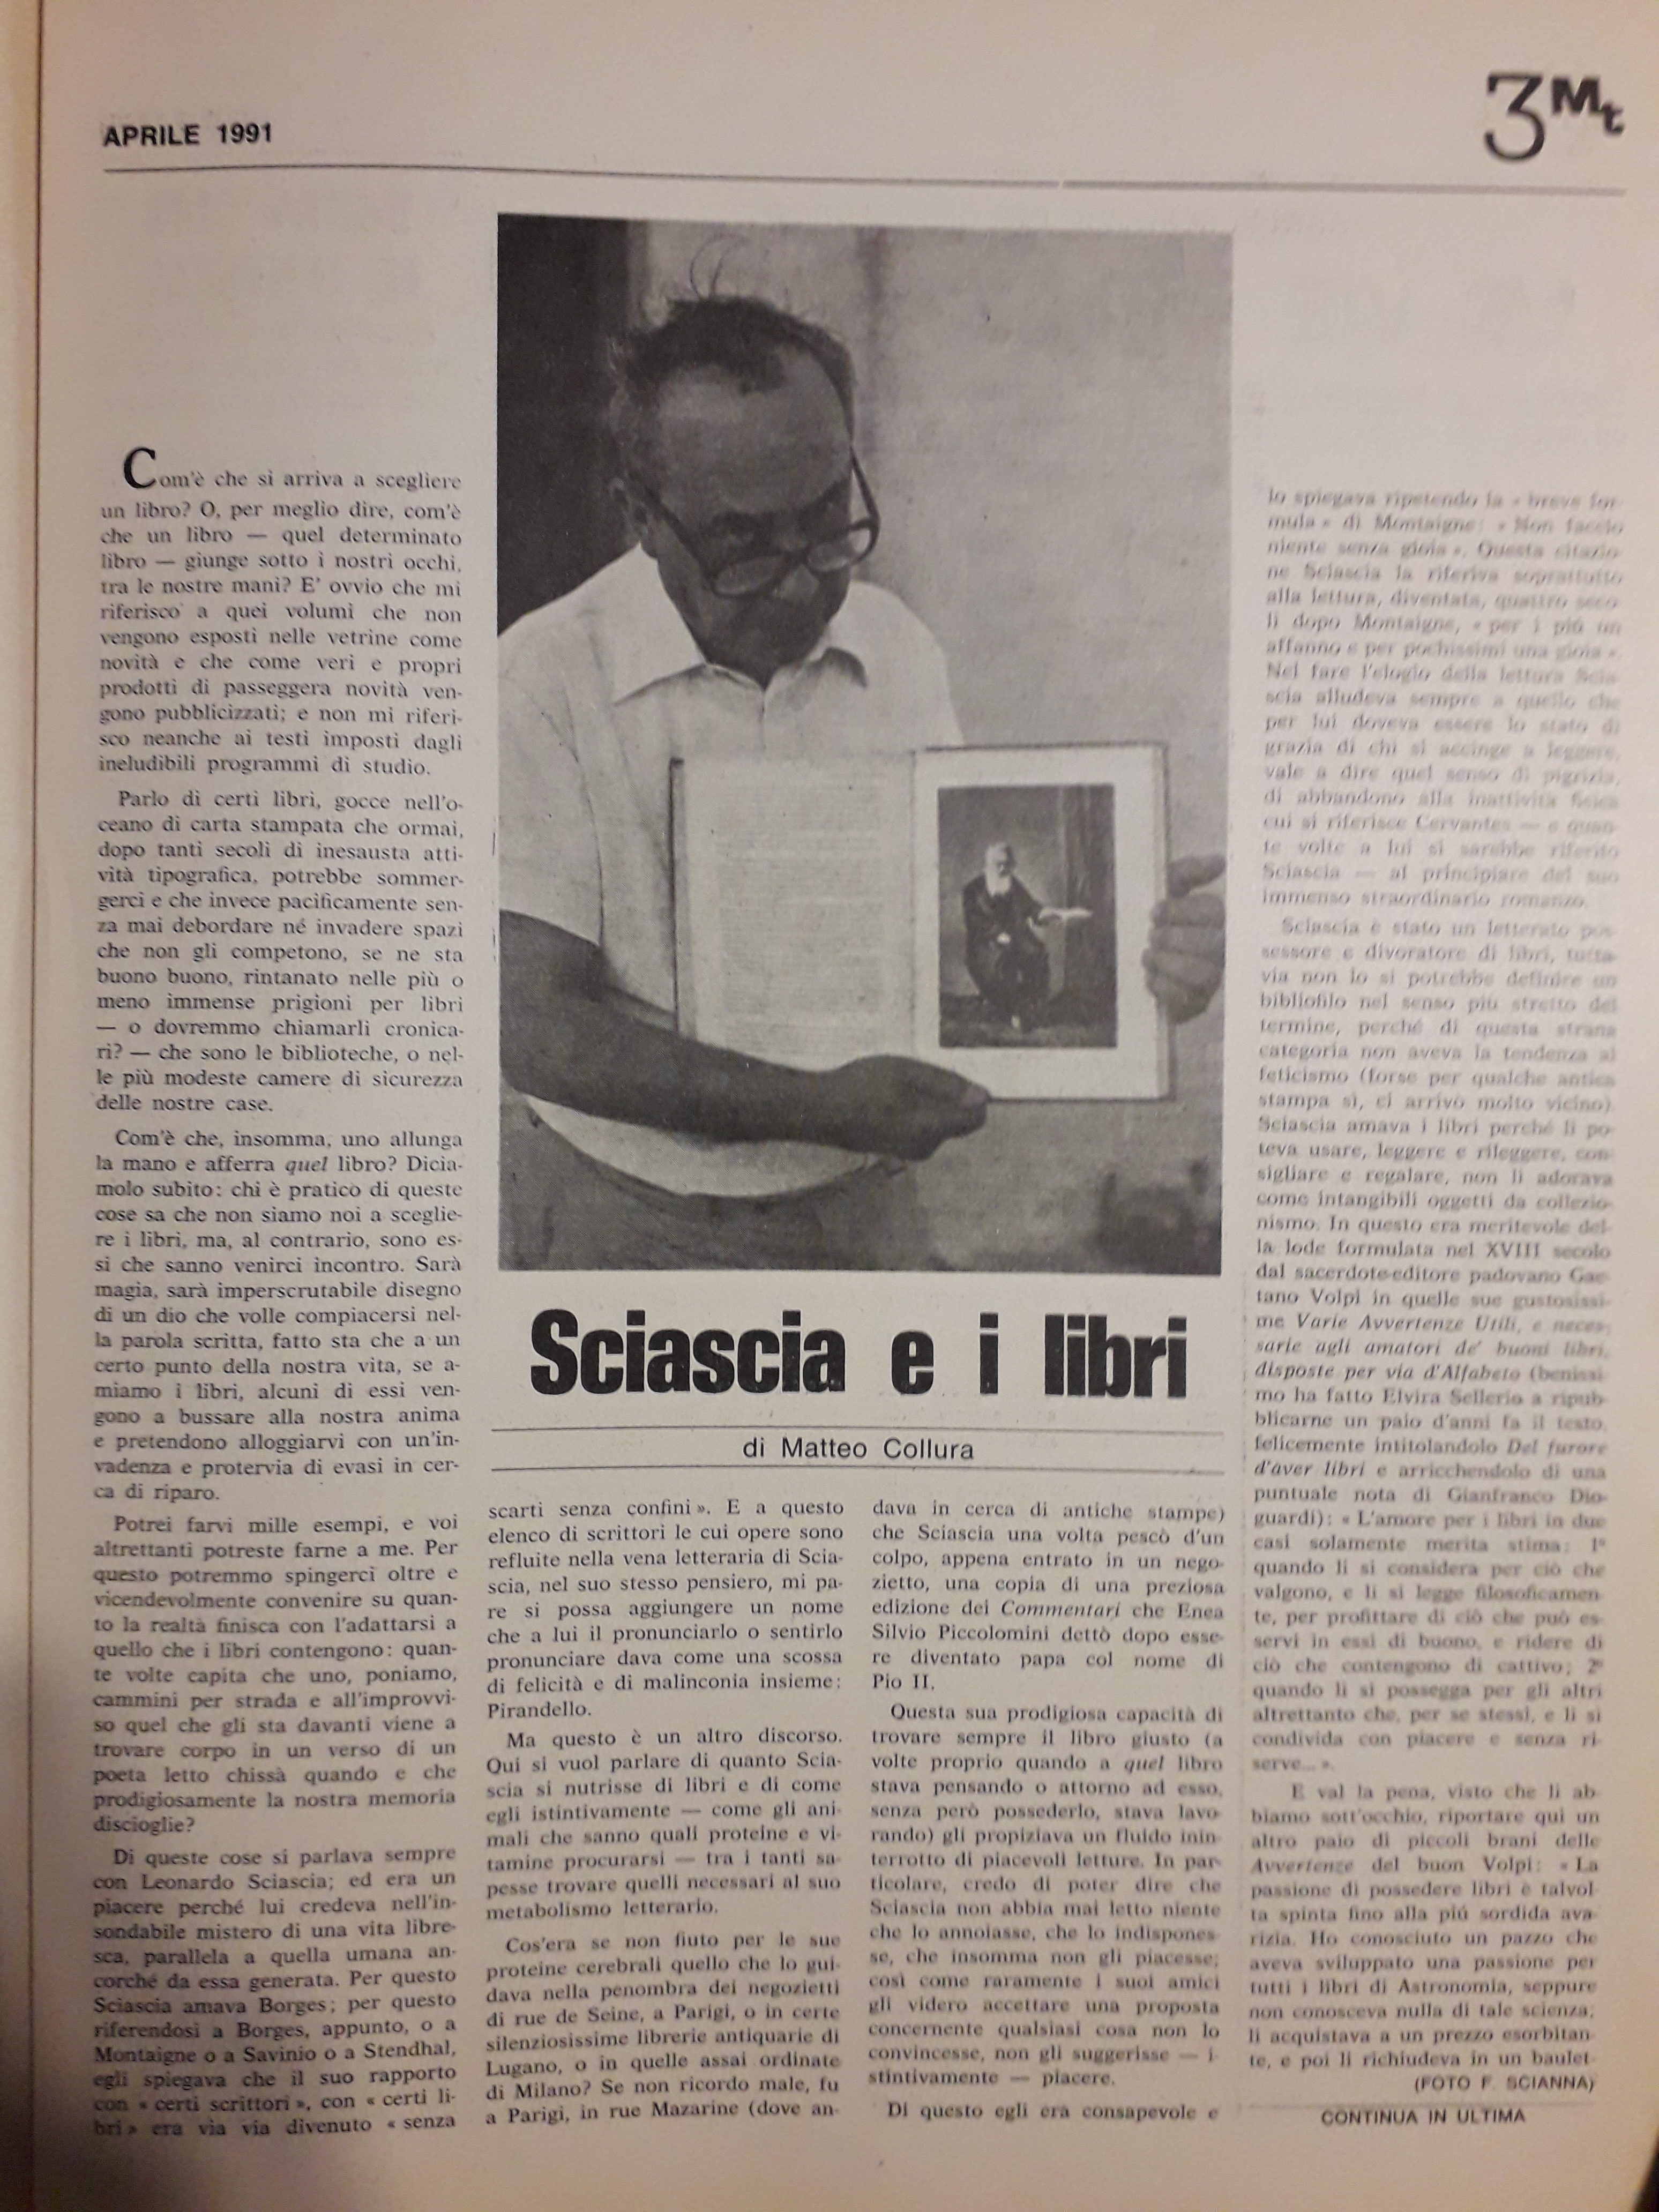 APRILE 1991
3Mt
Com'è che si arriva a scegliere
un libro? O, per meglio dire, com'è
che un libro — quel determinato
libro — giunge sotto i nostri occhi,
tra le nostre mani? E' ovvio che mi
riferisco a quei volumi che non
vengono esposti nelle vetrine come
novità e che come veri e propri
prodotti di passeggera novità ven-
gono pubblicizzati; e non mi riferi-
sco neanche ai testi imposti dagli
ineludibili programmi di studio.
Parlo di certi libri, gocce nell'o-
ceano di carta stampata che ormai,
dopo tanti secoli di inesausta atti-
vità tipografica, potrebbe sommer-
gerci e che invece pacificamente sen-
za mai debordare né invadere spazi
che non gli competono, se ne sta
buono buono, rintanato nelle più o
meno immense prigioni per libri
— o dovremmo chiamarli cronica-
ri? — che sono le biblioteche, o nel-
le più modeste camere di sicurezza
delle nostre case.
Com'è che, insomma, uno allunga
la mano e afferra quel libro? Dicia-
molo subito: chi è pratico di queste
cose sa che non siamo noi a sceglie-
re i libri, ma, al contrario, sono es-
si che sanno venirci incontro. Sarà
magia, sarà imperscrutabile disegno
di un dio che volle compiacersi nel-
la parola scritta, fatto sta che a un
certo punto della nostra vita, se a-
miamo i libri, alcuni di essi ven-
gono a bussare alla nostra anima
e pretendono alloggiarvi con un'in-
vadenza e protervia di evasi in cer-
ca di riparo.
Potrei farvi mille esempi, e voi
altrettanti potreste farne a me. Per
questo potremmo spingerci oltre e
vicendevolmente convenire su quan-
to la realtà finisca con l'adattarsi a
quello che i libri contengono: quan-
te volte capita che uno, poniamo,
cammini per strada e all'improvvi-
so quel che gli sta davanti viene a
trovare corpo in un verso di un
poeta letto chissà quando e che
prodigiosamente la nostra memoria
discioglie?
Di queste cose si parlava sempre
con Leonardo Sciascia; ed era un
piacere perché lui credeva nell'in-
sondabile mistero di una vita libre-
sca, parallela a quella umana an-
corché da essa generata. Per questo
Sciascia amava Borges; per questo
riferendosi a Borges, appunto, o a
Montaigne o a Savinio o a Stendhal,
egli spiegava che il suo rapporto
con « certi scrittori », con « certi li-
bri » era via via divenuto « senza
Sciascia e i libri
di Matteo Collura
scarti senza confini ». E a questo
elenco di scrittori le cui opere sono
refluite nella vena letteraria di Scia-
scia, nel suo stesso pensiero, mi pa-
re si possa aggiungere un nome
che a lui il pronunciarlo o sentirlo
pronunciare dava come una scossa
di felicità e di malinconia insieme:
Pirandello.
Ma questo è un altro discorso.
Qui si vuol parlare di quanto Scia-
scia si nutrisse di libri e di come
egli istintivamente — come gli ani-
mali che sanno quali proteine e vi-
tamine procurarsi — tra i tanti sa-
pesse trovare quelli necessari al suo
metabolismo letterario.
Cos'era se non fiuto per le sue
proteine cerebrali quello che lo gui-
dava nella penombra dei negozietti
di rue de Seine, a Parigi, o in certe
silenziosissime librerie antiquarie di
Lugano, o in quelle assai ordinate
di Milano? Se non ricordo male, fu
a Parigi, in rue Mazarine (dove an-
dava in cerca di antiche stampe)
che Sciascia una volta pescò d'un
colpo, appena entrato in un nego-
zietto, una copia di una preziosa
edizione dei Commentari che Enea
Silvio Piccolomini dettò dopo esse-
re diventato papa col nome di
Pio II.
Questa sua prodigiosa capacità di
trovare sempre il libro giusto (a
volte proprio quando a quel libro
stava pensando o attorno ad esso,
senza però possederlo, stava lavo-
rando) gli propiziava un fluido inin-
terrotto di piacevoli letture. In par-
ticolare, credo di poter dire che
Sciascia non abbia mai letto niente
che lo annoiasse, che lo indispones-
se, che insomma non gli piacesse;
così come raramente i suoi amici
gli videro accettare una proposta
concernente qualsiasi cosa non lo
convincesse, non gli suggerisse — i-
stintivamente — piacere.
Di questo egli era consapevole e
lo spiegava ripetendo la « breve for-
mula » di Montaigne: « Non faccio
niente senza gioia ». Questa citazio-
ne Sciascia la riferiva soprattutto
alla lettura, diventata, quattro seco-
li dopo Montaigne, « per i più un
affanno e per pochissimi una gioia ».
Nel fare l'elogio della lettura Scia-
scia alludeva sempre a quello che
per lui doveva essere lo stato di
grazia di chi si accinge a leggere,
vale a dire quel senso di pigrizia,
di abbandono alla inattività fisica
cui si riferisce Cervantes — e quan-
te volte a lui si sarebbe riferito
Sciascia — al principiare del suo
immenso straordinario romanzo.
Sciascia è stato un letterato pos-
sessore e divoratore di libri, tutta-
via non lo si potrebbe definire un
bibliofilo nel senso più stretto del
termine, perché di questa strana
categoria non aveva la tendenza al
feticismo (forse per qualche antica
stampa sì, ci arrivò molto vicino).
Sciascia amava i libri perché li po-
teva usare, leggere e rileggere, con-
sigliare e regalare, non li adorava
come intangibili oggetti da collezio-
nismo. In questo era meritevole del-
la lode formulata nel XVIII secolo
dal sacerdote-editore padovano Gae-
tano Volpi in quelle sue gustosissi-
me Varie Avvertenze Utili, e neces-
sarie agli amatori de' buoni libri,
disposte per via d'Alfabeto (benissi-
mo ha fatto Elvira Sellerio a ripub-
blicarne un paio d'anni fa il testo,
felicemente intitolandolo Del furore
d'aver libri e arricchendolo di una
puntuale nota di Gianfranco Dio-
guardi): « L'amore per i libri in due
casi solamente merita stima: 1º
quando li si considera per ciò che
valgono, e li si legge filosoficamen-
te, per profittare di ciò che può es-
servi in essi di buono, e ridere di
ciò che contengono di cattivo; 2º
quando li si possegga per gli altri
altrettanto che, per se stessi, e li si
condivida con piacere e senza ri-
serve... ».
E val la pena, visto che li ab-
biamo sott'occhio, riportare qui un
altro paio di piccoli brani delle
Avvertenze del buon Volpi: « La
passione di possedere libri è talvol-
ta spinta fino alla più sordida ava-
rizia. Ho conosciuto un pazzo che
aveva sviluppato una passione per
tutti i libri di Astronomia, seppure
non conosceva nulla di tale scienza;
li acquistava a un prezzo esorbitan-
te, e poi li richiudeva in un baulet-
(FOTO F. SCIANNA)
CONTINUA IN ULTIMA